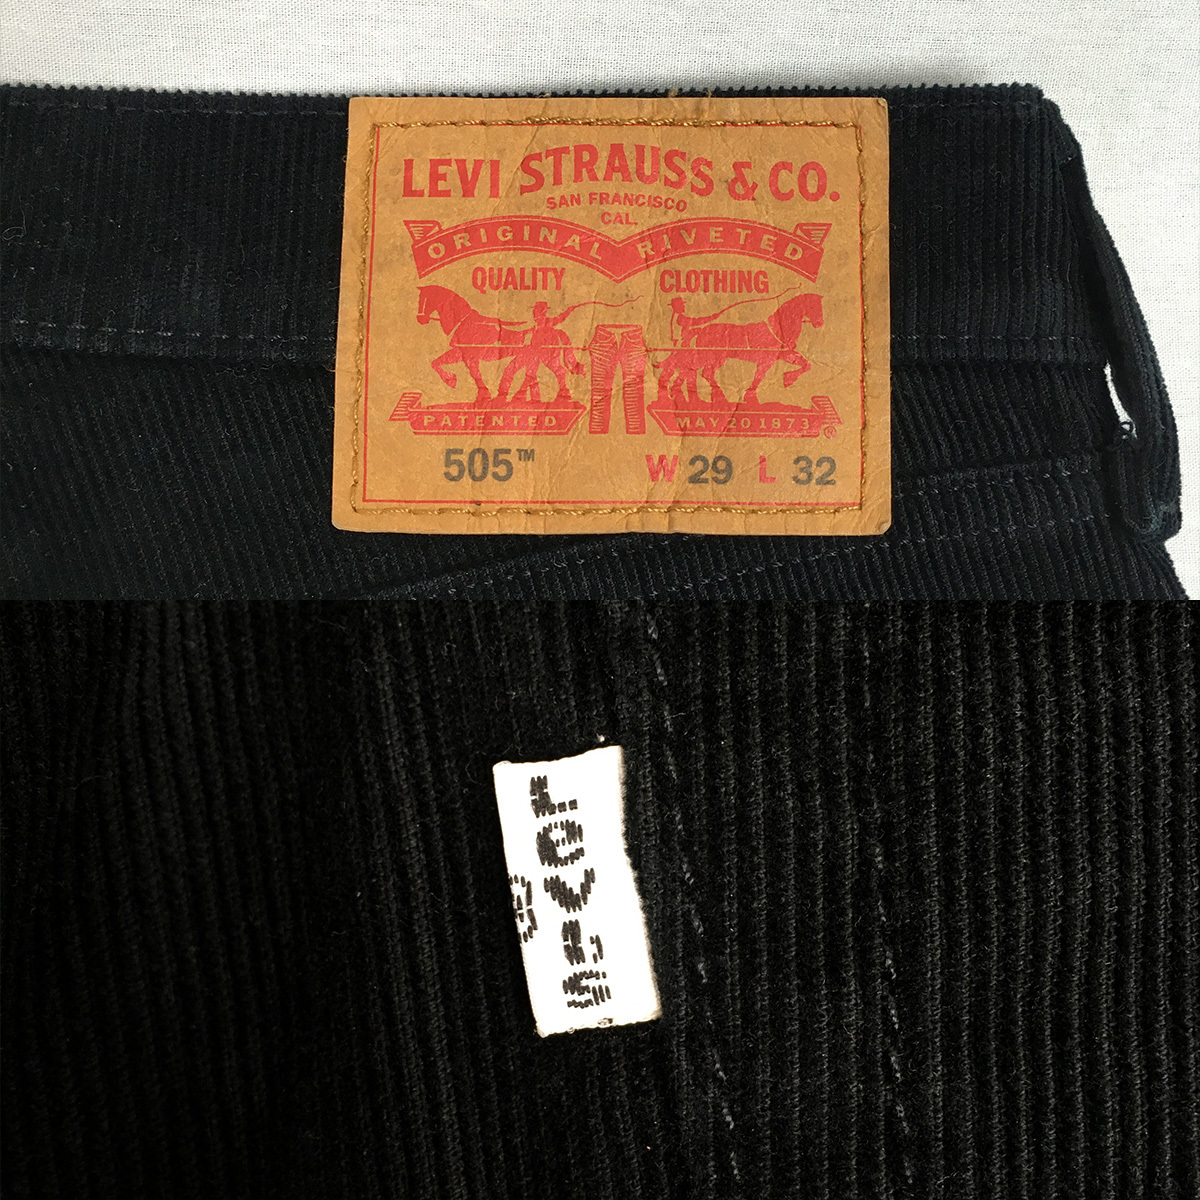 LEVI STRAUSS & CO.
SAN FRANCISCO
CAL.
ORIGINAL RIVETED
QUALITY CLOTHING
PATENTED MAY 20 1873 ®
505™ W 29 L 32
LEVI'S
®